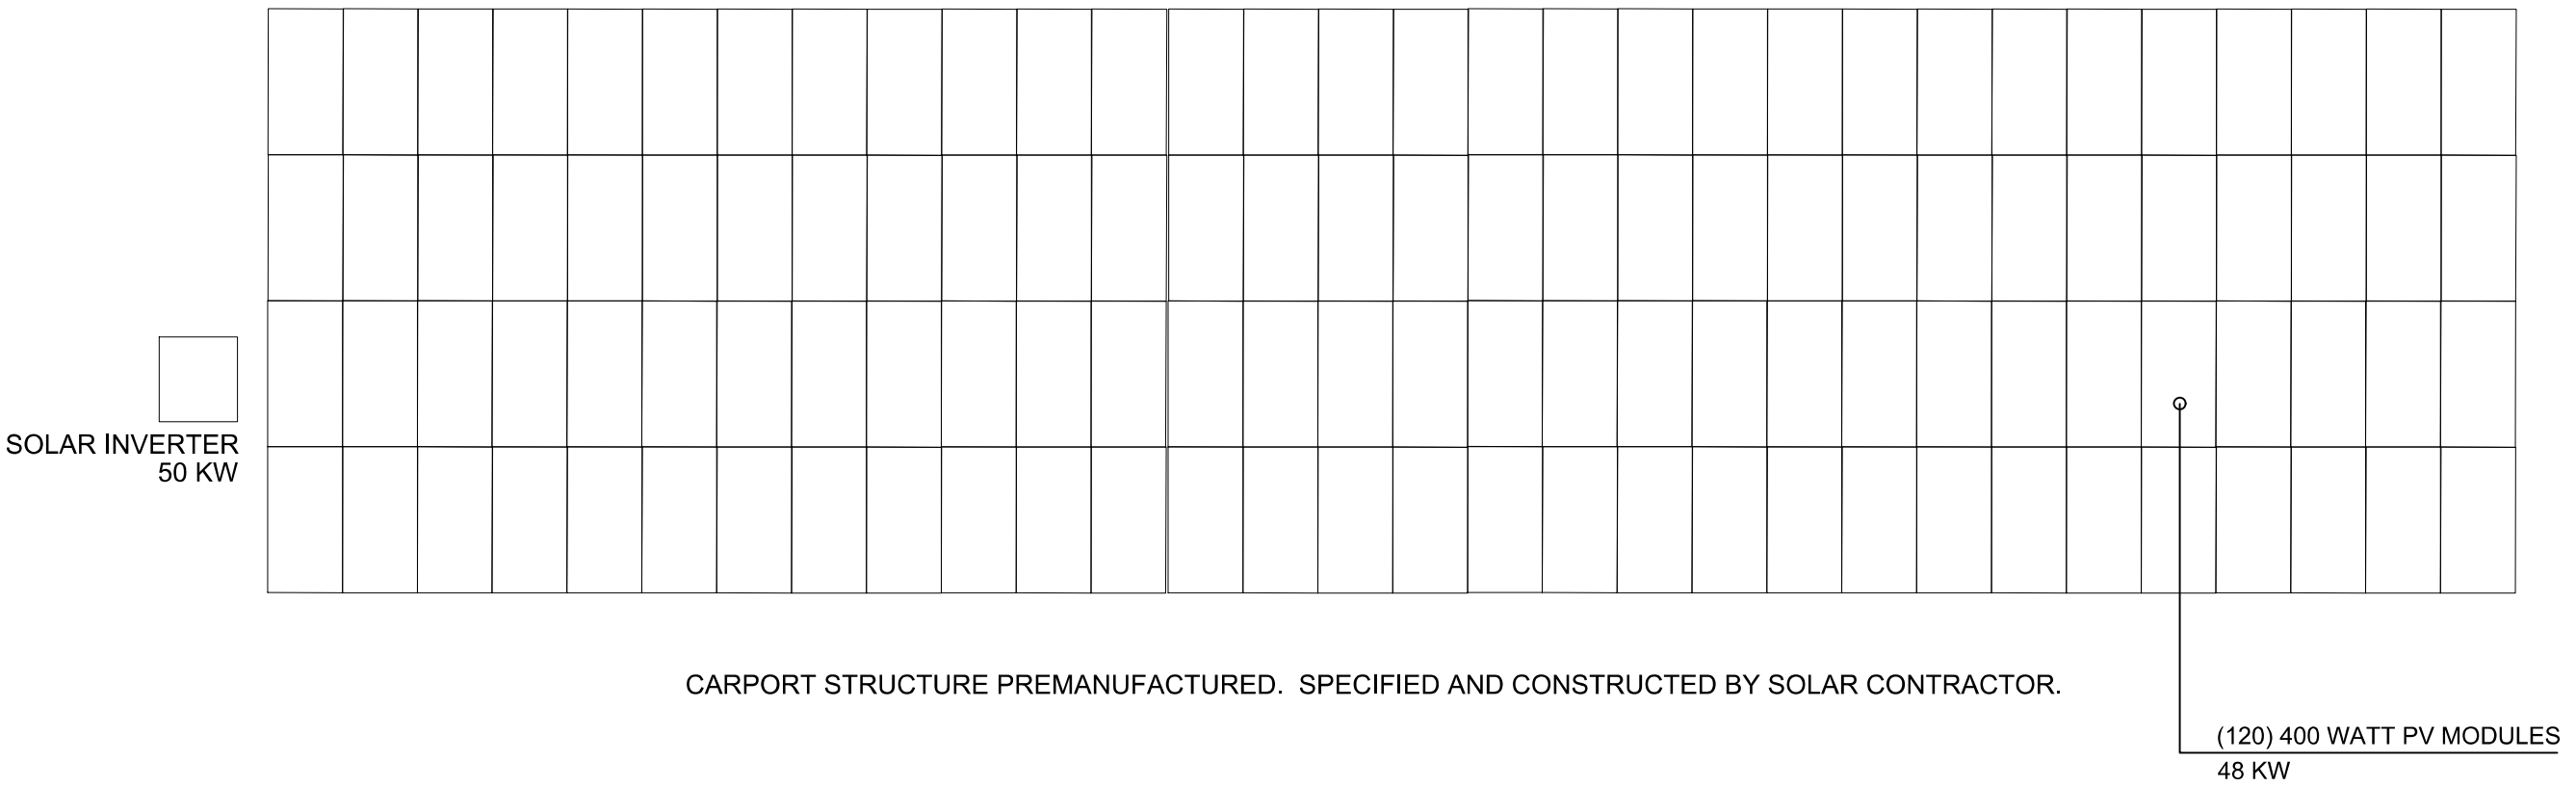 SOLAR INVERTER
50 KW
CARPORT STRUCTURE PREMANUFACTURED.  SPECIFIED AND CONSTRUCTED BY SOLAR CONTRACTOR.
(120) 400 WATT PV MODULES
48 KW